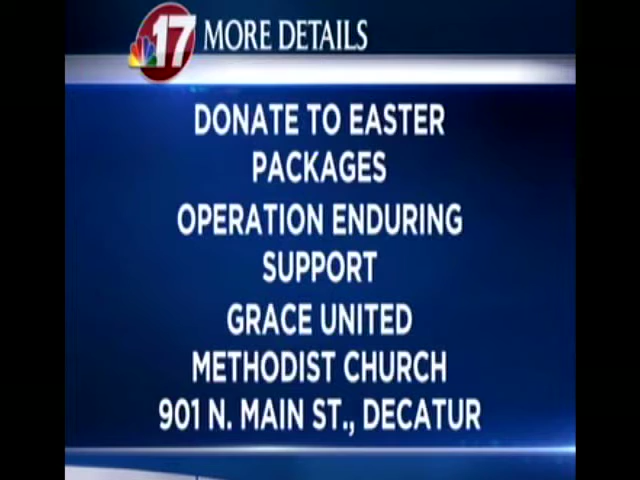 17 MORE DETAILS
DONATE TO EASTER
PACKAGES
OPERATION ENDURING
SUPPORT
GRACE UNITED
METHODIST CHURCH
901 N. MAIN ST., DECATUR